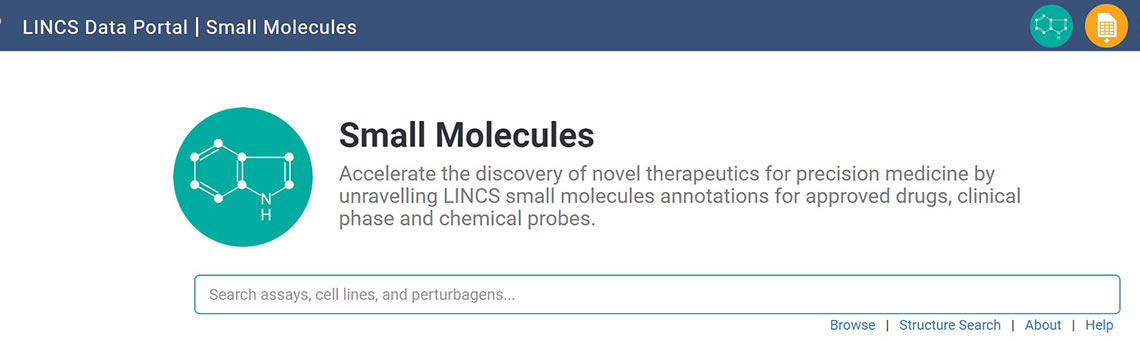 LINCS Data Portal | Small Molecules
N
H
Small Molecules
Accelerate the discovery of novel therapeutics for precision medicine by
unravelling LINCS small molecules annotations for approved drugs, clinical
phase and chemical probes.
Search assays, cell lines, and perturbagens...
Browse | Structure Search | About | Help